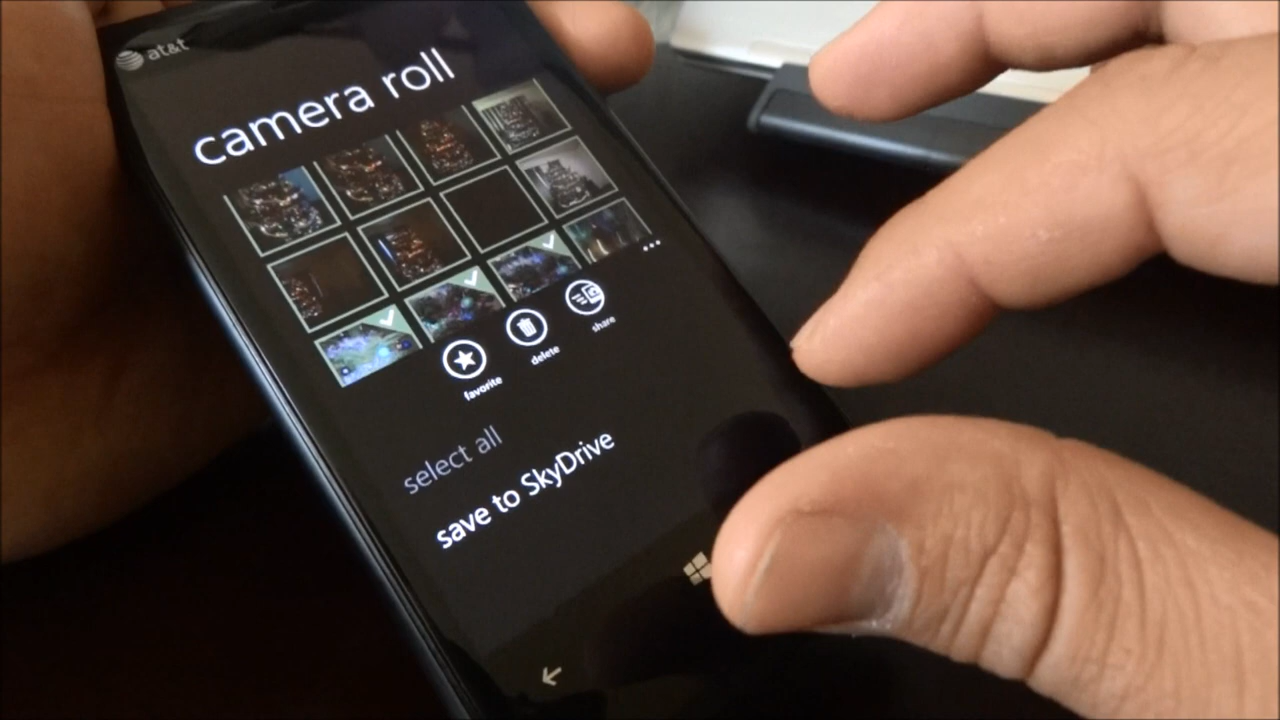 at&t
camera roll
favorite
delete
share
select all
save to SkyDrive